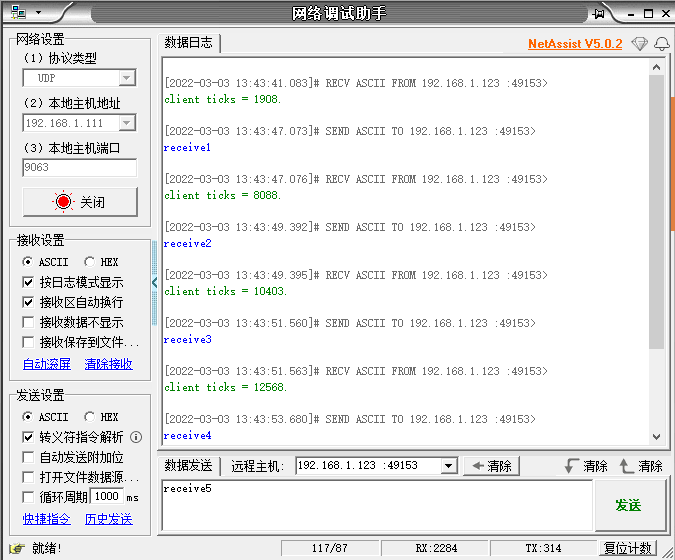 网络调试助手
网络设置
数据日志
NetAssist V5.0.2
(1) 协议类型
UDP
(2) 本地主机地址
192.168.1.111
(3) 本地主机端口
9063
关闭
接收设置
ASCII HEX
按日志模式显示
接收区自动换行
接收数据不显示
接收保存到文件...
自动滚屏 清除接收
发送设置
ASCII HEX
转义符指令解析
自动发送附加位
打开文件数据源...
循环周期 1000 ms
快捷指令 历史发送
[2022-03-03 13:43:41.083]# RECV ASCII FROM 192.168.1.123 :49153>
client ticks = 1908.
[2022-03-03 13:43:47.073]# SEND ASCII TO 192.168.1.123 :49153>
receive1
[2022-03-03 13:43:47.076]# RECV ASCII FROM 192.168.1.123 :49153>
client ticks = 8088.
[2022-03-03 13:43:49.392]# SEND ASCII TO 192.168.1.123 :49153>
receive2
[2022-03-03 13:43:49.395]# RECV ASCII FROM 192.168.1.123 :49153>
client ticks = 10403.
[2022-03-03 13:43:51.560]# SEND ASCII TO 192.168.1.123 :49153>
receive3
[2022-03-03 13:43:51.563]# RECV ASCII FROM 192.168.1.123 :49153>
client ticks = 12568.
[2022-03-03 13:43:53.680]# SEND ASCII TO 192.168.1.123 :49153>
receive4
数据发送 远程主机: 192.168.1.123 :49153 清除 清除 清除
receive5
发送
就绪! 117/87 RX:2284 TX:314 复位计数